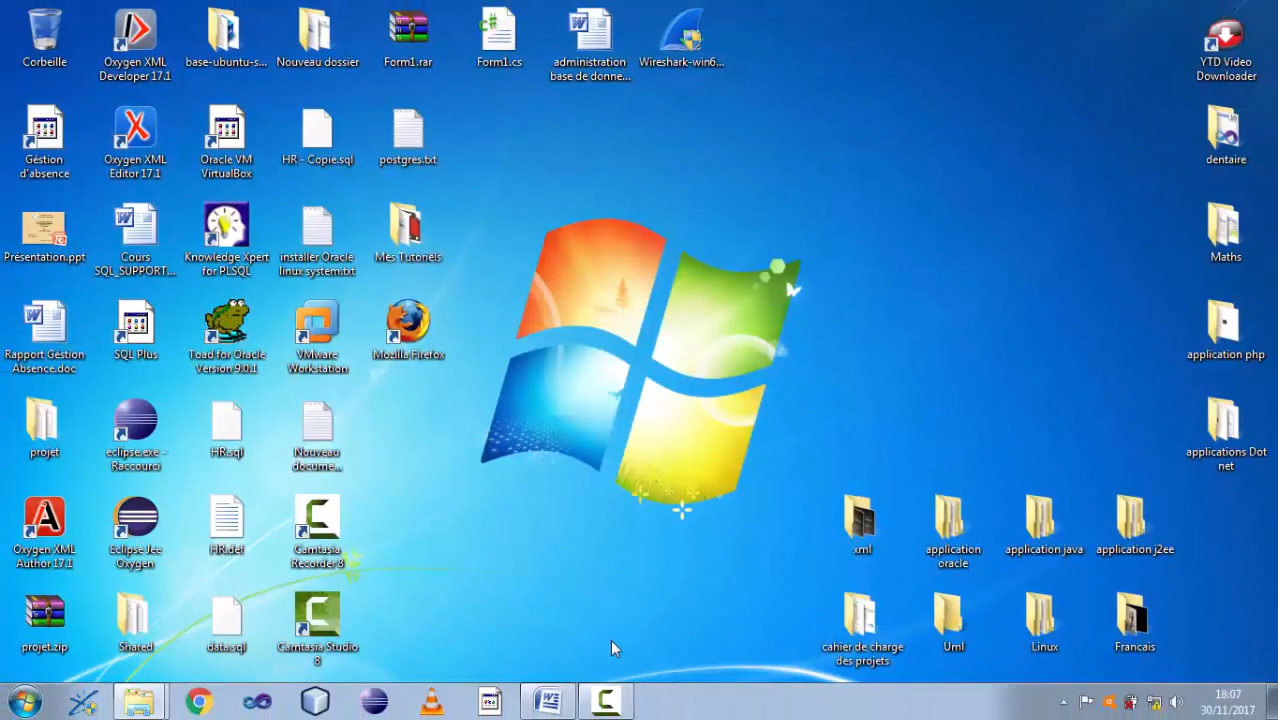 Corbeille
Oxygen XML
Developer 17.1
base-ubuntu-s...
Nouveau dossier
Form1.rar
Form1.cs
administration
base de donne...
Wireshark-win6...
YTD Video
Downloader
Géstion
d'absence
Oxygen XML
Editor 17.1
Oracle VM
VirtualBox
HR - Copie.sql
postgres.txt
dentaire
Présentation.ppt
Cours
SQL_SUPPORT...
Knowledge Xpert
for PLSQL
installer Oracle
linux system.txt
Mes Tutoriels
Maths
Rapport Géstion
Absence.doc
SQL Plus
Toad for Oracle
Version 9.0.1
VMware
Workstation
Mozilla Firefox
application php
projet
eclipse.exe -
Raccourci
HR.sql
Nouveau
docume...
applications Dot
net
Oxygen XML
Author 17.1
Eclipse Jee
Oxygen
HR.def
Camtasia
Recorder 8
xml
application
oracle
application java
application j2ee
projet.zip
Shared
data.sql
Camtasia Studio
8
cahier de charge
des projets
Uml
Linux
Francais
18:07
30/11/2017